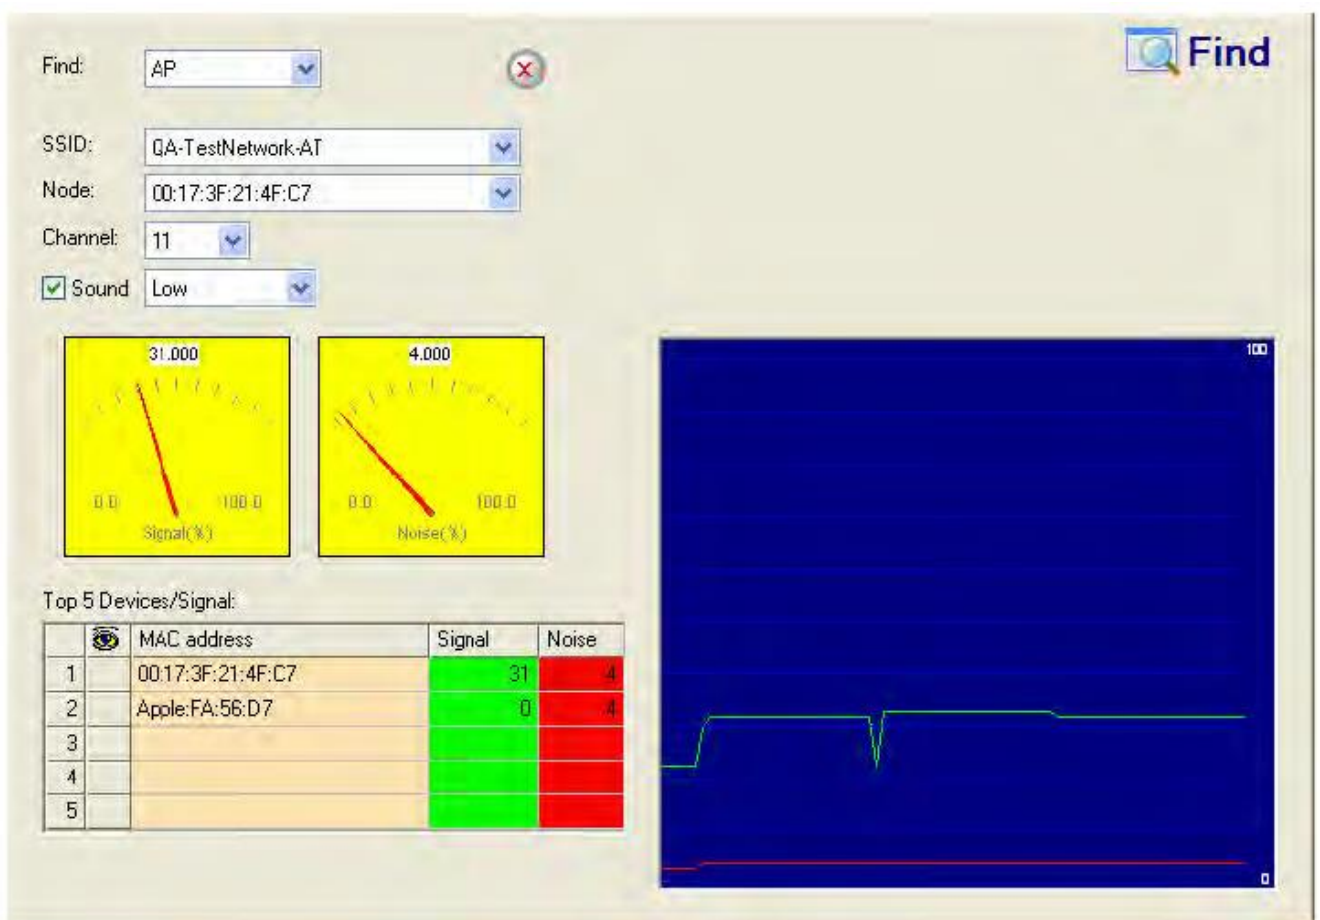 Find: AP
Find
SSID: QA-TestNetwork-AT
Node: 00:17:3F:21:4F:C7
Channel: 11
Sound Low
31.000
0.0 100.0
Signal(%)
4.000
0.0 100.0
Noise(%)
100
0
Top 5 Devices/Signal:
MAC address Signal Noise
1 00:17:3F:21:4F:C7 31 4
2 Apple:FA:56:D7 0 4
3
4
5